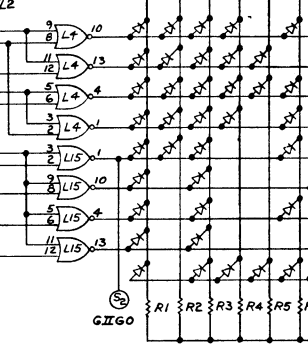 L2
9 8 L4 10
11 12 L4 13
5 6 L4 4
3 2 L4 1
3 2 L15 1
9 8 L15 10
5 6 L15 4
11 12 L15 13
S2
GIIGO
R1 R2 R3 R4 R5